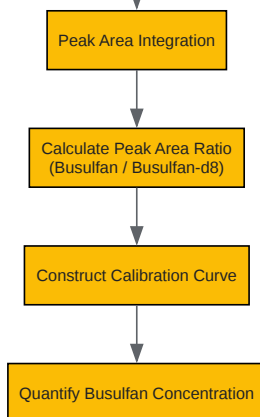 Peak Area Integration
Calculate Peak Area Ratio
(Busulfan / Busulfan-d8)
Construct Calibration Curve
Quantify Busulfan Concentration